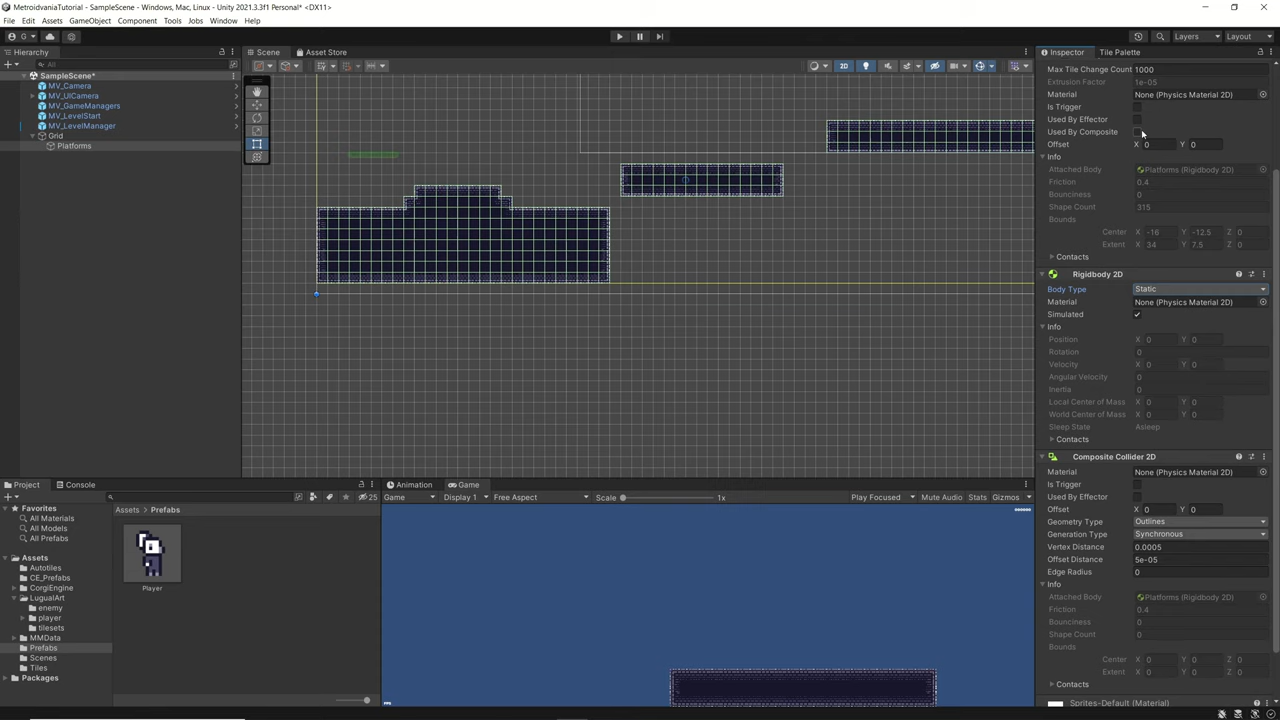 MetroidvaniaTutorial - SampleScene - Windows, Mac, Linux - Unity 2021.3.3f1 Personal* <DX11>
File Edit Assets GameObject Component Tools Jobs Window Help
G
Layers Layout
Hierarchy
All
SampleScene*
MV_Camera
MV_UICamera
MV_GameManagers
MV_LevelStart
MV_LevelManager
Grid
Platforms
Scene Asset Store
2D
Inspector Tile Palette
Max Tile Change Count 1000
Extrusion Factor 1e-05
Material None (Physics Material 2D)
Is Trigger
Used By Effector
Used By Composite
Offset X 0 Y 0
Info
Attached Body Platforms (Rigidbody 2D)
Friction 0.4
Bounciness 0
Shape Count 315
Bounds
Center X -16 Y -12.5 Z 0
Extent X 34 Y 7.5 Z 0
Contacts
Rigidbody 2D
Body Type Static
Material None (Physics Material 2D)
Simulated
Info
Position X 0 Y 0
Rotation 0
Velocity X 0 Y 0
Angular Velocity 0
Inertia 0
Local Center of Mass X 0 Y 0
World Center of Mass X 0 Y 0
Sleep State Asleep
Contacts
Composite Collider 2D
Material None (Physics Material 2D)
Is Trigger
Used By Effector
Offset X 0 Y 0
Geometry Type Outlines
Generation Type Synchronous
Vertex Distance 0.0005
Offset Distance 5e-05
Edge Radius 0
Info
Attached Body Platforms (Rigidbody 2D)
Friction 0.4
Bounciness 0
Shape Count 0
Bounds
Center X 0 Y 0 Z 0
Extent X 0 Y 0 Z 0
Contacts
Sprites-Default (Material)
Project Console
25
Favorites
All Materials
All Models
All Prefabs
Assets
Autotiles
CE_Prefabs
CorgiEngine
LugualArt
enemy
player
tilesets
MMData
Prefabs
Scenes
Tiles
Packages
Assets > Prefabs
Player
Animation Game
Game Display 1 Free Aspect Scale 1x Play Focused Mute Audio Stats Gizmos